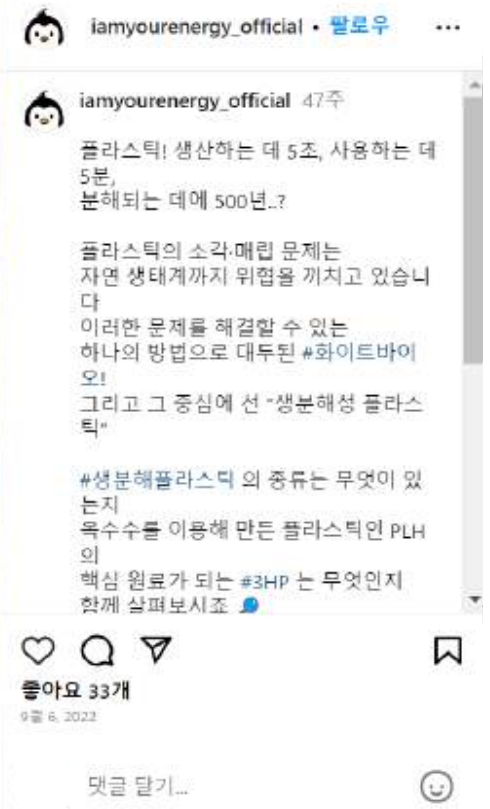 iamyourenergy_official • 팔로우
iamyourenergy_official 47주
플라스틱! 생산하는 데 5초, 사용하는 데
5분,
분해되는 데에 500년..?
플라스틱의 소각·매립 문제는
자연 생태계까지 위협을 끼치고 있습니
다
이러한 문제를 해결할 수 있는
하나의 방법으로 대두된 #화이트바이
오!
그리고 그 중심에 선 "생분해성 플라스
틱"
#생분해플라스틱 의 종류는 무엇이 있
는지
옥수수를 이용해 만든 플라스틱인 PLH
의
핵심 원료가 되는 #3HP 는 무엇인지
함께 살펴보시죠
좋아요 33개
9월 6, 2022
댓글 달기...